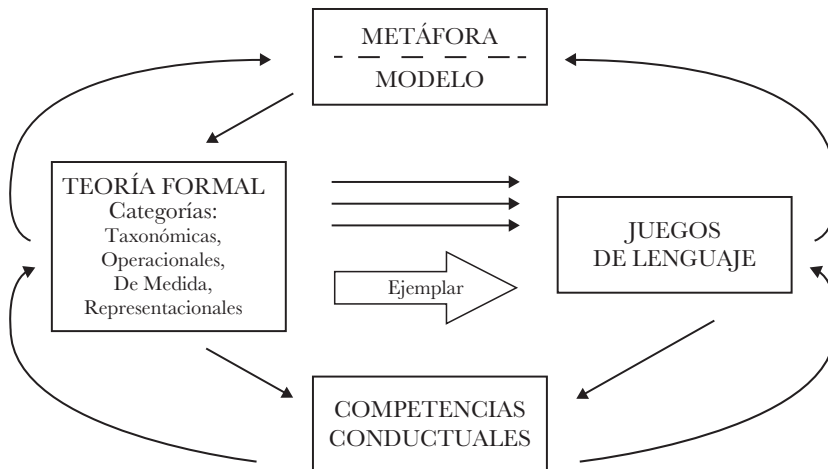 METÁFORA
MODELO
TEORÍA FORMAL
Categorías:
Taxonómicas,
Operacionales,
De Medida,
Representacionales
Ejemplar
JUEGOS
DE LENGUAJE
COMPETENCIAS
CONDUCTUALES